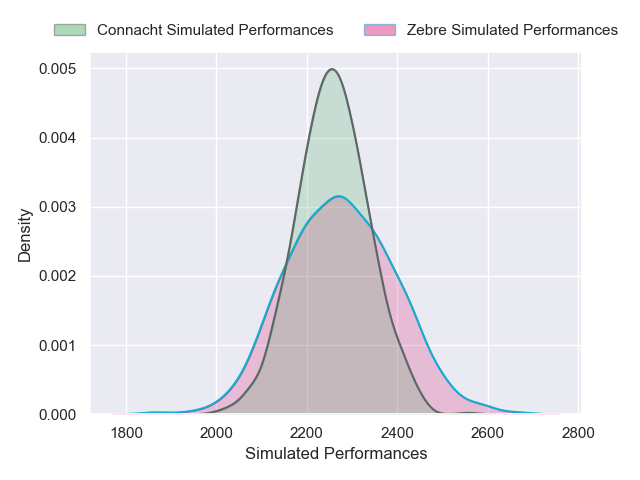 Connacht Simulated Performances Zebre Simulated Performances
0.005
0.004
0.003
0.002
0.001
0.000
Density
1800 2000 2200 2400 2600 2800
Simulated Performances